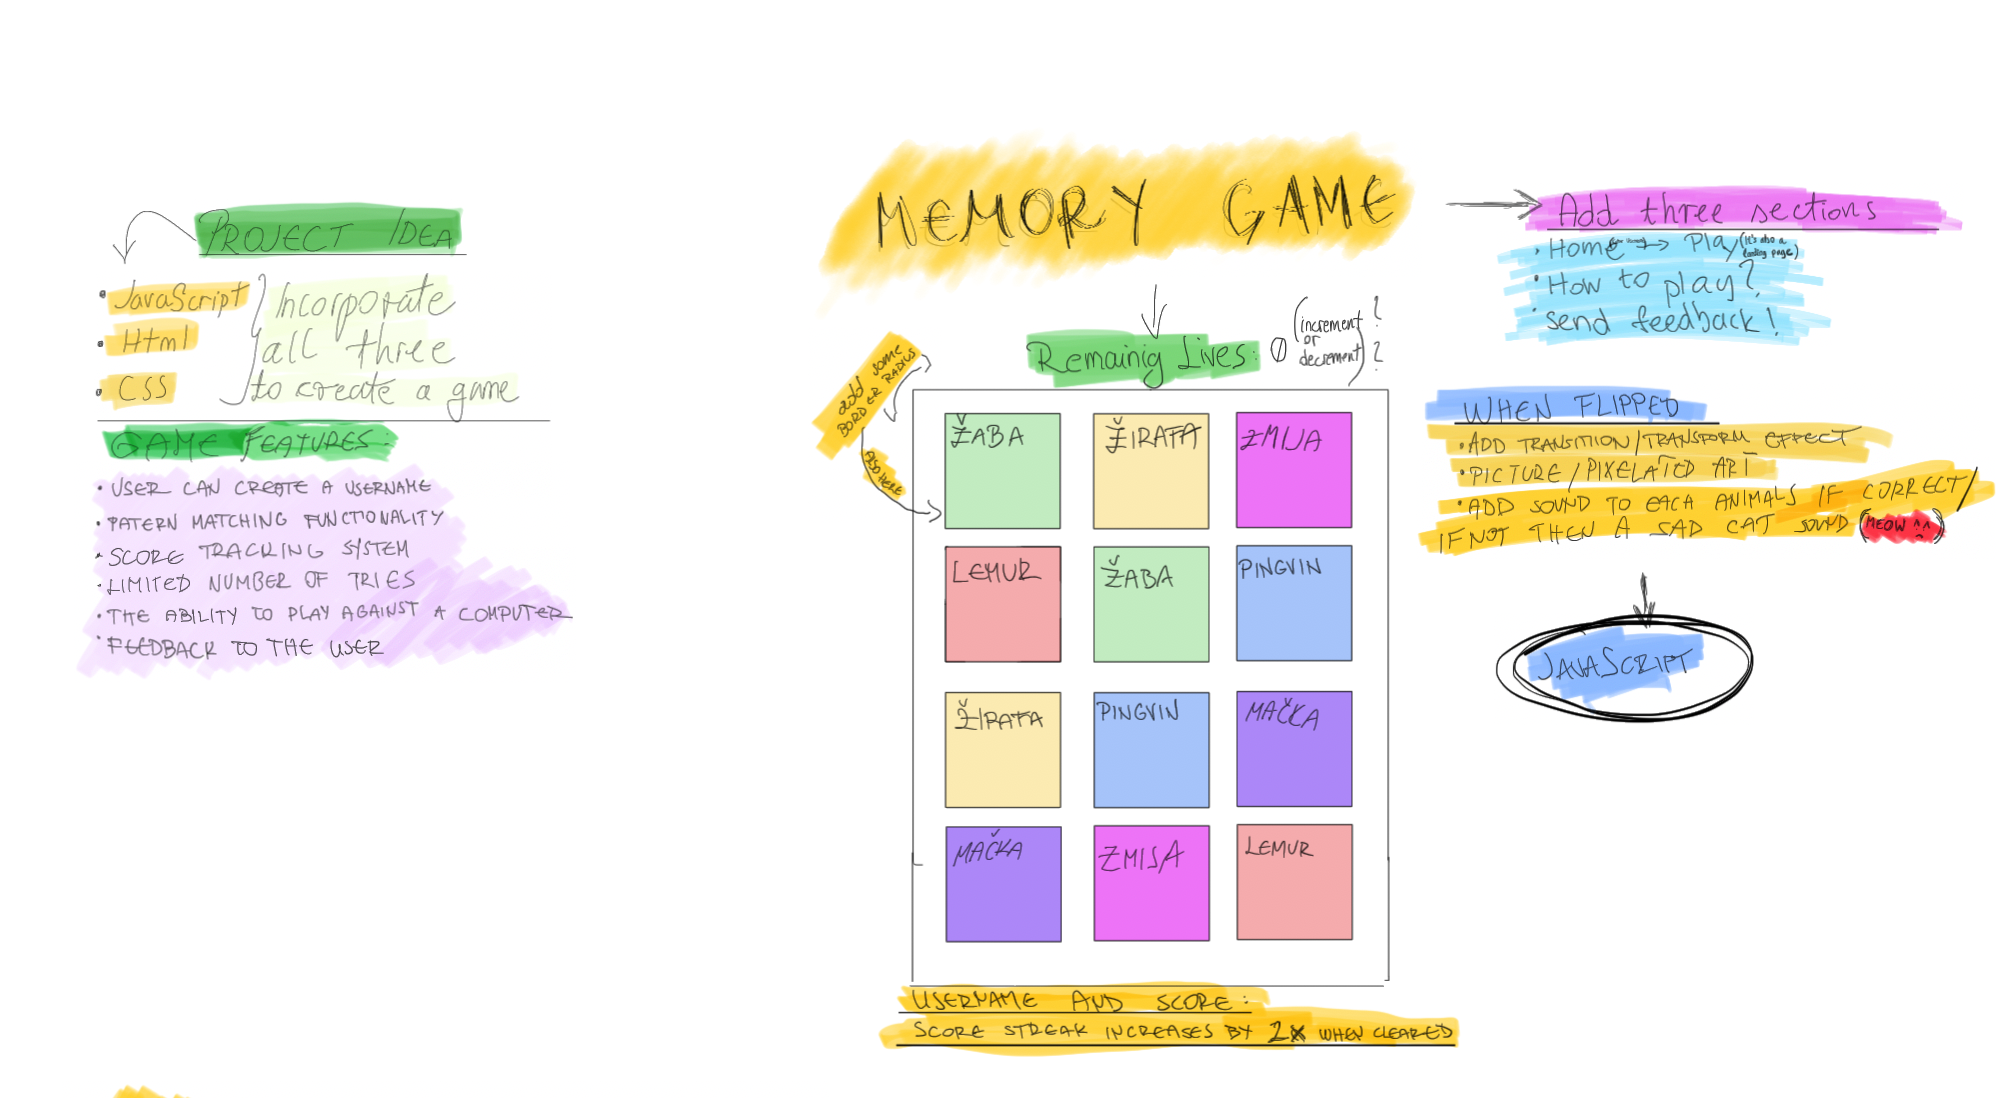 PROJECT IDEA
• JavaScript
• Html
• CSS
Incorporate
all three
to create a game
GAME FEATURES:
• USER CAN CREATE A USERNAME
• PATERN MATCHING FUNCTIONALITY
• SCORE TRACKING SYSTEM
• LIMITED NUMBER OF TRIES
• THE ABILITY TO PLAY AGAINST A COMPUTER
• FEEDBACK TO THE USER
MEMORY GAME
Remainig Lives: 0
(increment ?
or
decrement) ?
add some
BORDER RADIUS
ALSO HERE
ŽABA
ŽIRAFA
ZMIJA
LEMUR
ŽABA
PINGVIN
ŽIRAFA
PINGVIN
MAČKA
MAČKA
ZMIJA
LEMUR
USERNAME AND SCORE:
SCORE STREAK INCREASES BY 2X WHEN CLEARED
Add three sections
• Home → Play (it's also a
landing page)
• How to play?
• Send feedback!
WHEN FLIPPED
• ADD TRANSITION/TRANSFORM EFFECT
• PICTURE/PIXELATED ART
• ADD SOUND TO EACH ANIMALS IF CORRECT/
IF NOT THEN A SAD CAT SOUND (MEOW ^^)
JAVASCRIPT